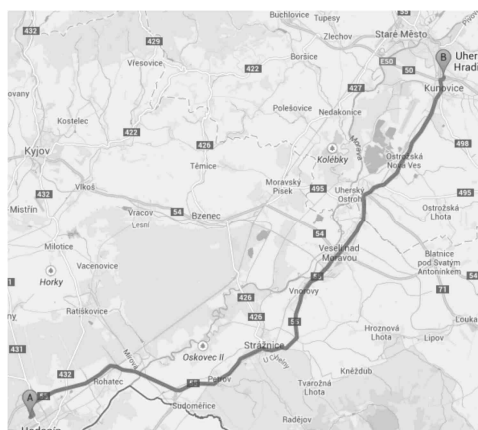 Buchlovice
Tupesy
55
432
Zlechov
Staré Město
429
B
Vřesovice
Boršice
E50
50
422
427
Kunovice
Polešovice
Nedakonice
Kostelec
422
426
Morava
498
Kyjov
Kolébky
Ostrožská
Nová Ves
Těmice
Moravský
Písek
495
Uherský
Ostroh
495
432
Vlkoš
Mistřín
Vracov
54
Bzenec
Ostrožská
Lhota
Lesní
54
Milotice
Veselí nad
Moravou
Blatnice
pod Svatým
Antonínkem
Vacenovice
54
Horky
426
Vnorovy
71
Ratíškovice
426
Hroznová
Lhota
Lipov
431
Oskovec II
Strážnice
432
Kněždub
Rohatec
Petrov
Tvarožná
Lhota
A
Sudoměřice
Radějov